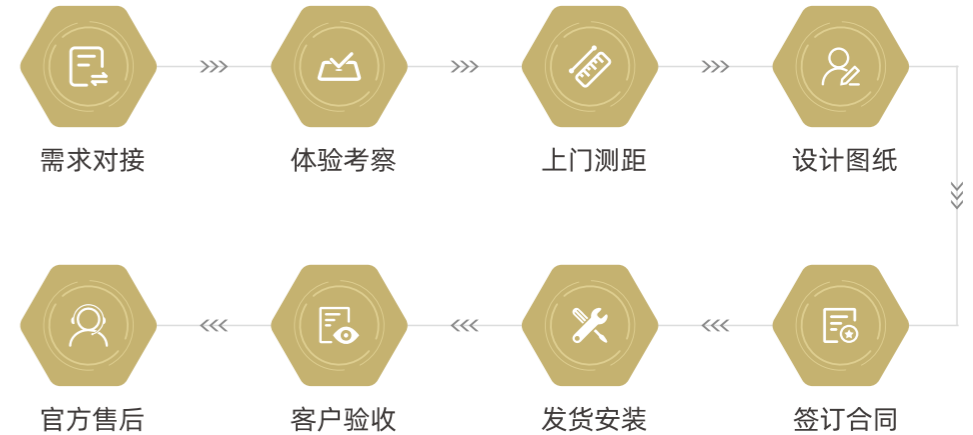 需求对接
体验考察
上门测距
设计图纸
官方售后
客户验收
发货安装
签订合同